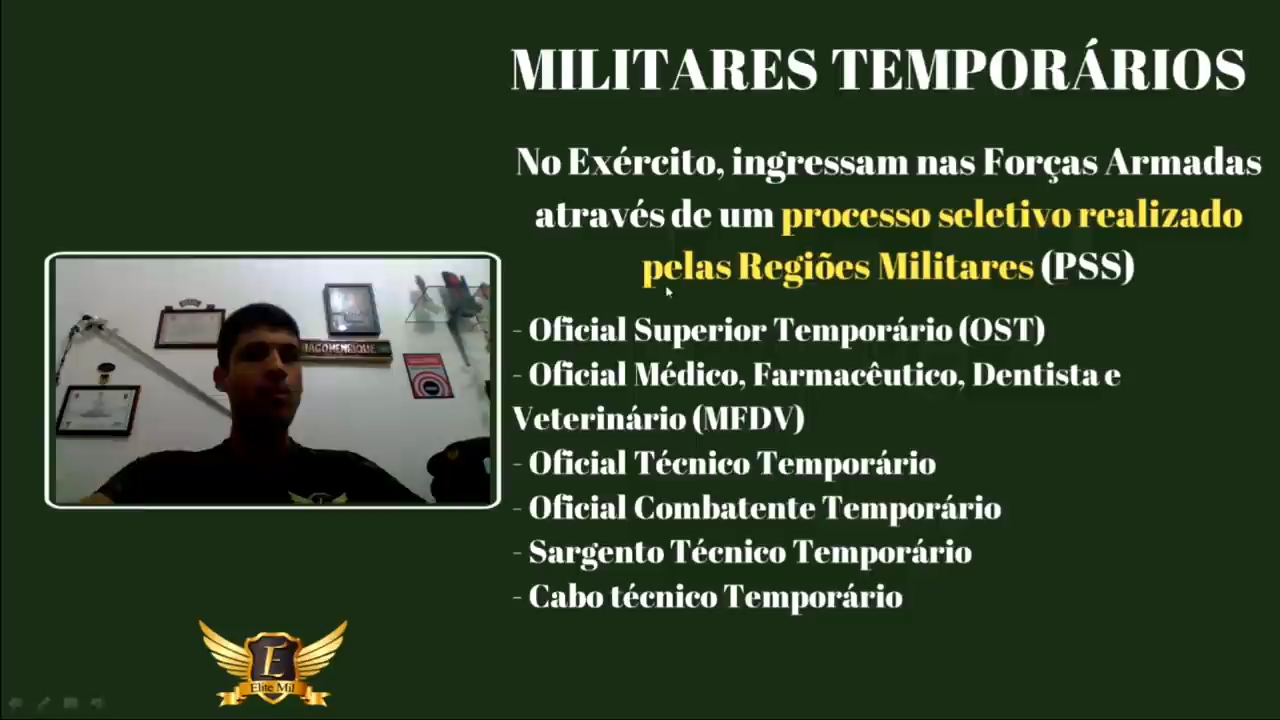 MILITARES TEMPORÁRIOS
No Exército, ingressam nas Forças Armadas
através de um processo seletivo realizado
pelas Regiões Militares (PSS)
- Oficial Superior Temporário (OST)
- Oficial Médico, Farmacêutico, Dentista e
Veterinário (MFDV)
- Oficial Técnico Temporário
- Oficial Combatente Temporário
- Sargento Técnico Temporário
- Cabo técnico Temporário
E
Elite Mil